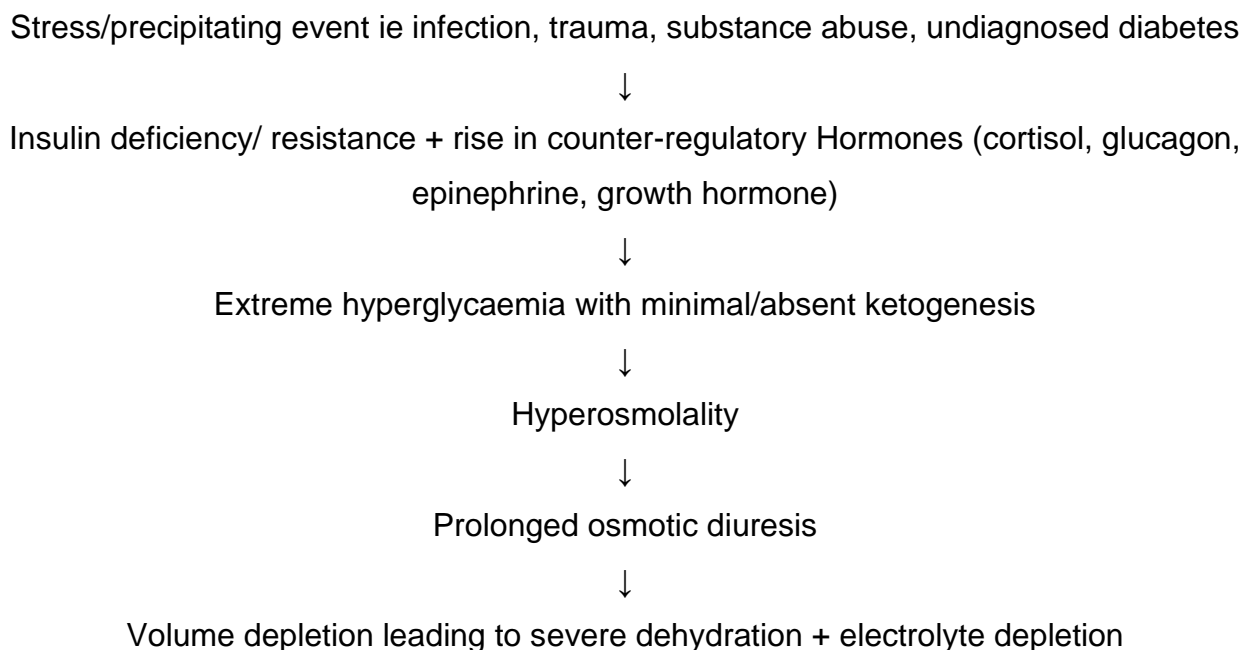 Stress/precipitating event ie infection, trauma, substance abuse, undiagnosed diabetes
↓
Insulin deficiency/ resistance + rise in counter-regulatory Hormones (cortisol, glucagon,
epinephrine, growth hormone)
↓
Extreme hyperglycaemia with minimal/absent ketogenesis
↓
Hyperosmolality
↓
Prolonged osmotic diuresis
↓
Volume depletion leading to severe dehydration + electrolyte depletion